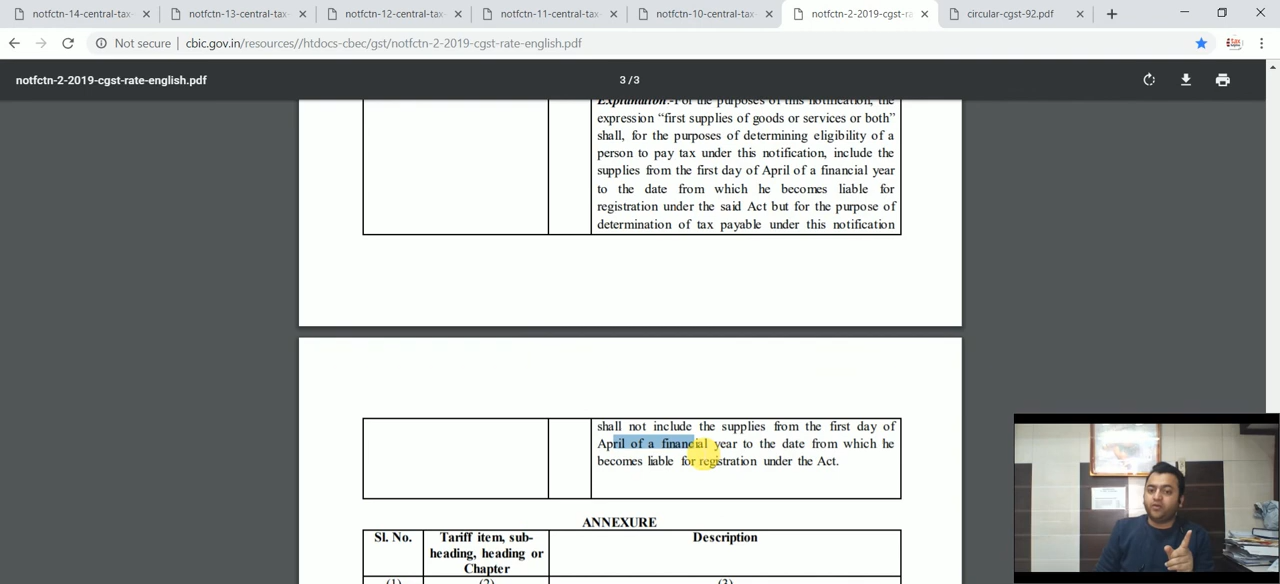 notfctn-14-central-tax-
notfctn-13-central-tax-
notfctn-12-central-tax-
notfctn-11-central-tax-
notfctn-10-central-tax-
notfctn-2-2019-cgst-ra
circular-cgst-92.pdf
Not secure
cbic.gov.in/resources//htdocs-cbec/gst/notfctn-2-2019-cgst-rate-english.pdf
notfctn-2-2019-cgst-rate-english.pdf
3 / 3
Explanation.-For the purposes of this notification, the
expression “first supplies of goods or services or both”
shall, for the purposes of determining eligibility of a
person to pay tax under this notification, include the
supplies from the first day of April of a financial year
to the date from which he becomes liable for
registration under the said Act but for the purpose of
determination of tax payable under this notification
shall not include the supplies from the first day of
April of a financial year to the date from which he
becomes liable for registration under the Act.
ANNEXURE
Sl. No.
Tariff item, sub-
heading, heading or
Chapter
Description
(1)
(2)
(3)